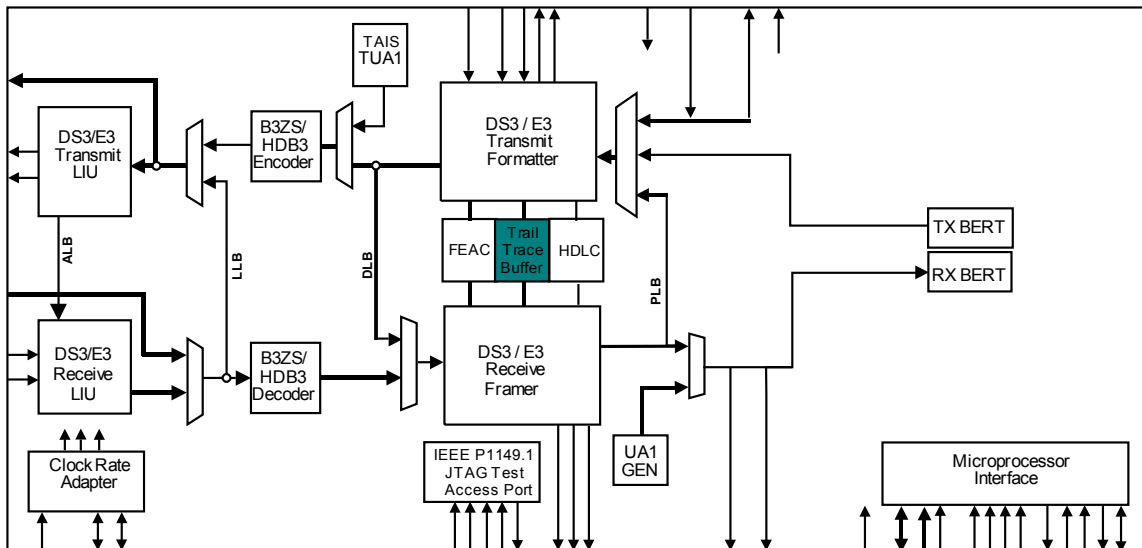 TAIS
TUA1
DS3/E3
Transmit
LIU
B3ZS/
HDB3
Encoder
DS3 / E3
Transmit
Formatter
FEAC
Trail
Trace
Buffer
HDLC
TX BERT
RX BERT
ALB
LLB
DLB
PLB
DS3/E3
Receive
LIU
B3ZS/
HDB3
Decoder
DS3 / E3
Receive
Framer
UA1
GEN
Clock Rate
Adapter
IEEE P1149.1
JTAG Test
Access Port
Microprocessor
Interface